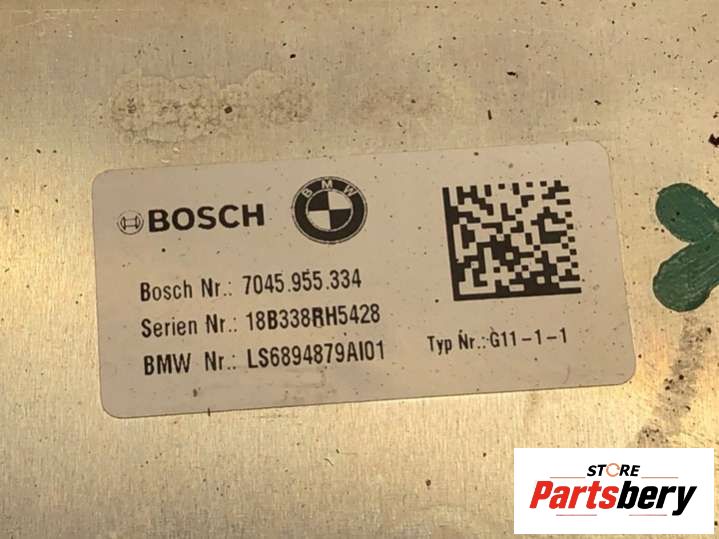 BOSCH
BMW
Bosch Nr.: 7045.955.334
Serien Nr.: 18B338RH5428
BMW Nr.: LS6894879AI01
Typ Nr.: G11-1-1
STORE
Partsbery